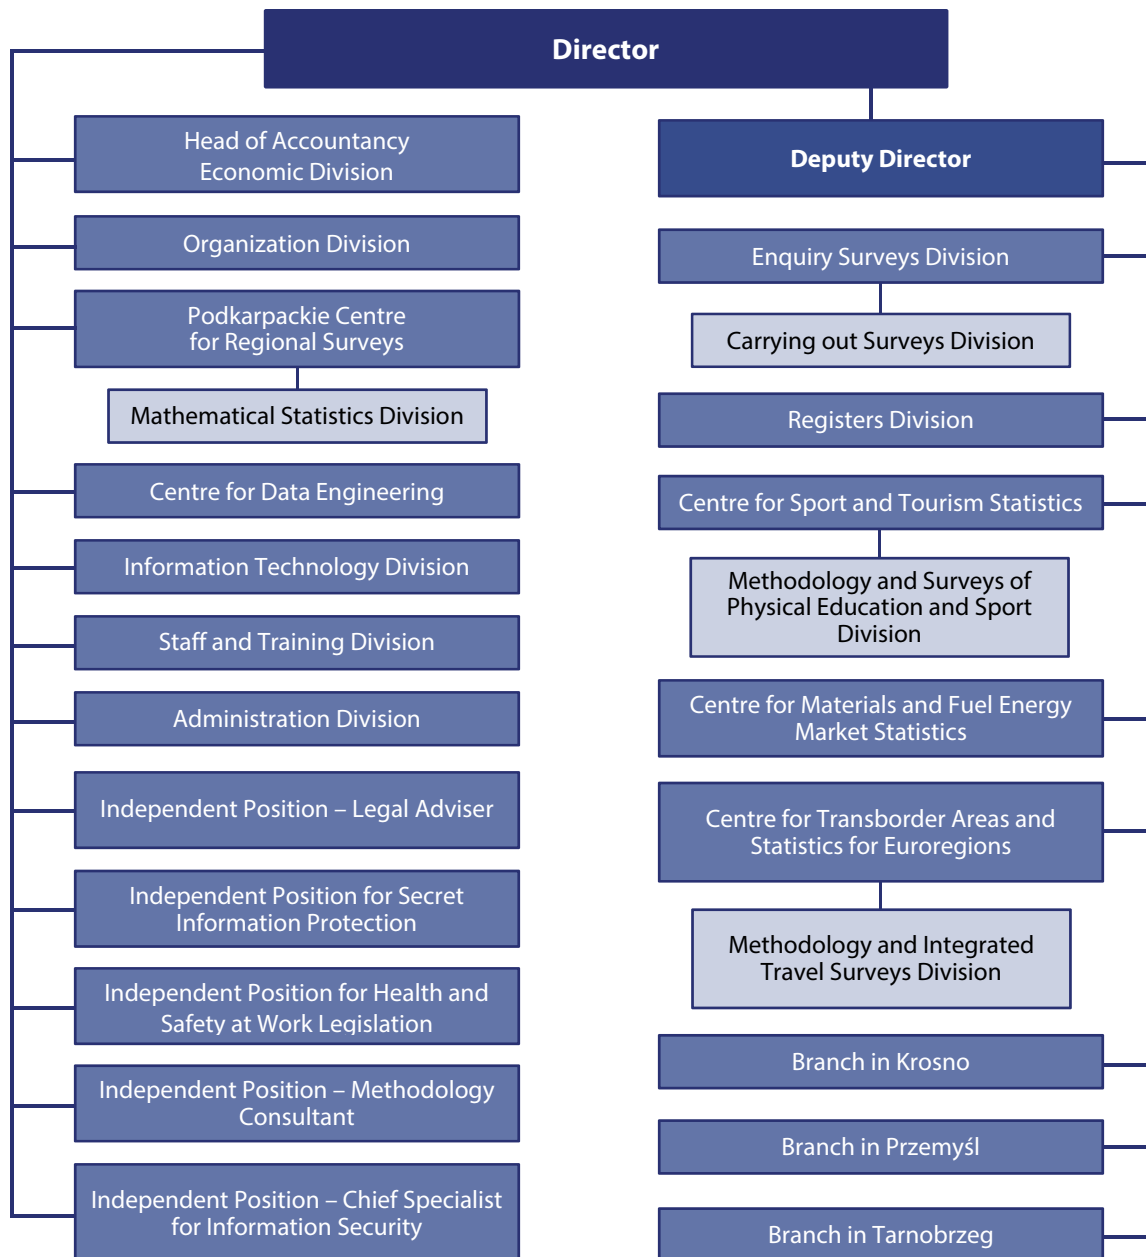 Director
Head of Accountancy
Economic Division
Organization Division
Podkarpackie Centre
for Regional Surveys
Mathematical Statistics Division
Centre for Data Engineering
Information Technology Division
Staff and Training Division
Administration Division
Independent Position – Legal Adviser
Independent Position for Secret
Information Protection
Independent Position for Health and
Safety at Work Legislation
Independent Position – Methodology
Consultant
Independent Position – Chief Specialist
for Information Security
Deputy Director
Enquiry Surveys Division
Carrying out Surveys Division
Registers Division
Centre for Sport and Tourism Statistics
Methodology and Surveys of
Physical Education and Sport
Division
Centre for Materials and Fuel Energy
Market Statistics
Centre for Transborder Areas and
Statistics for Euroregions
Methodology and Integrated
Travel Surveys Division
Branch in Krosno
Branch in Przemyśl
Branch in Tarnobrzeg